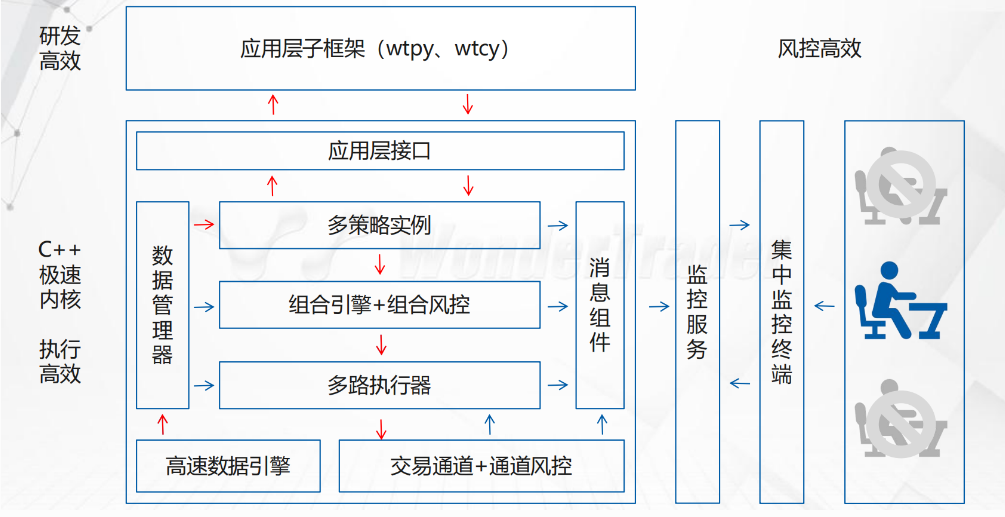 研发
高效
应用层子框架（wtpy、wtcy）
风控高效
应用层接口
多策略实例
WonderTrader
C++
极速
内核
执行
高效
数据管理器
组合引擎+组合风控
多路执行器
消息组件
监控服务
集中监控终端
高速数据引擎
交易通道+通道风控